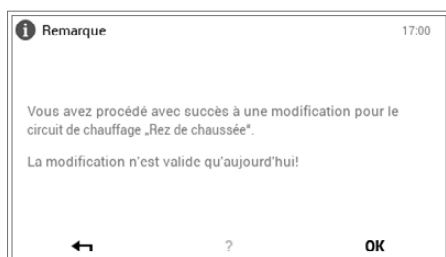 Remarque 17:00
Vous avez procédé avec succès à une modification pour le
circuit de chauffage „Rez de chaussée“.
La modification n'est valide qu'aujourd'hui!
? OK